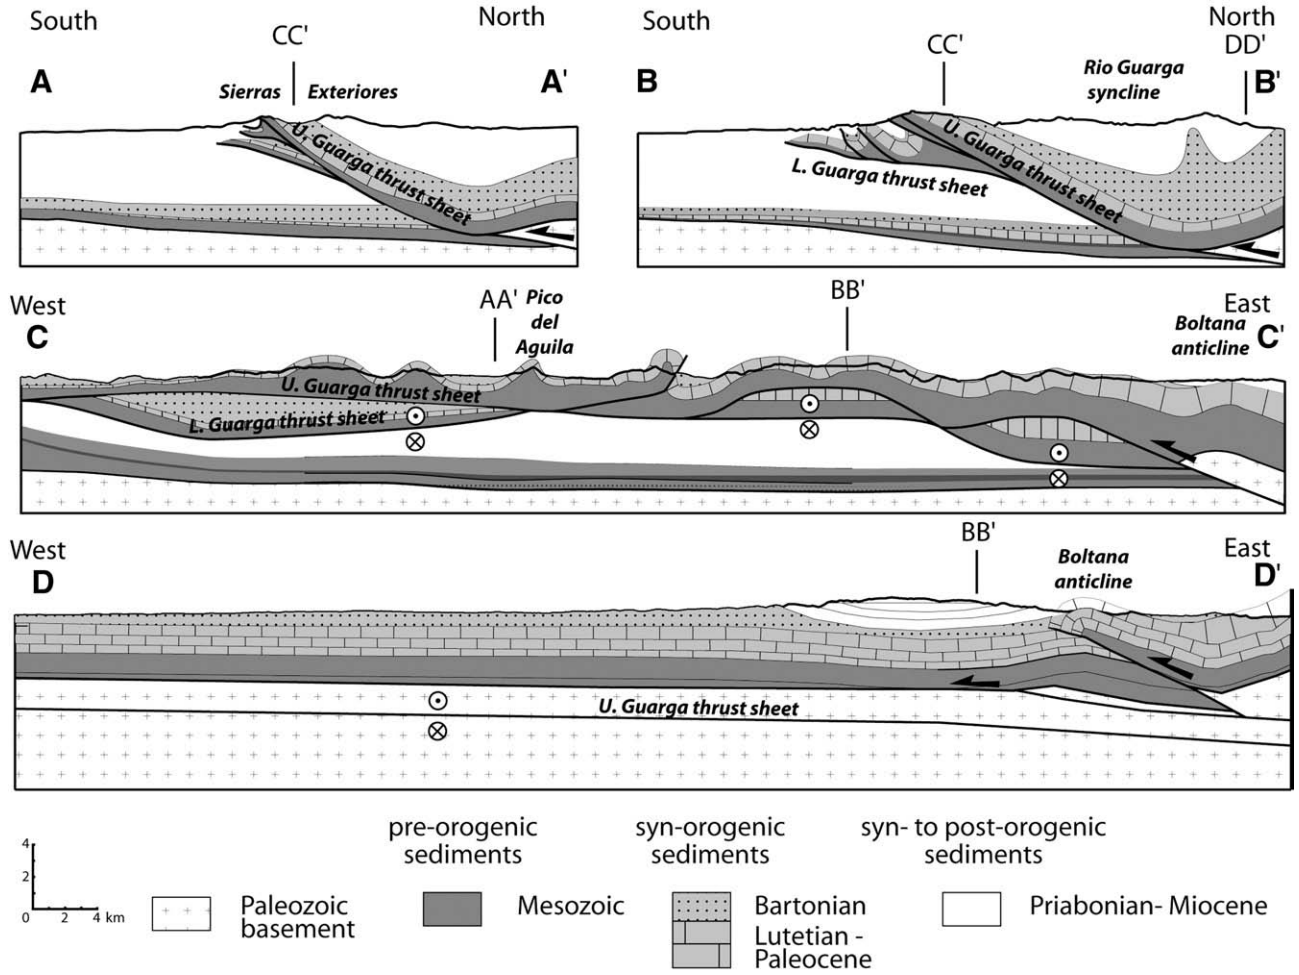 South
CC'
North
A
Sierras Exteriores
A'
U. Guarga thrust sheet
South
CC'
North
DD'
B
Rio Guarga
syncline
B'
U. Guarga thrust sheet
L. Guarga thrust sheet
West
C
AA'
Pico
del
Aguila
BB'
East
Boltana
anticline
C'
U. Guarga thrust sheet
L. Guarga thrust sheet
West
D
BB'
Boltana
anticline
East
D'
U. Guarga thrust sheet
4
2
0 2 4 km
pre-orogenic
sediments
syn-orogenic
sediments
syn- to post-orogenic
sediments
Paleozoic
basement
Mesozoic
Bartonian
Lutetian -
Paleocene
Priabonian- Miocene